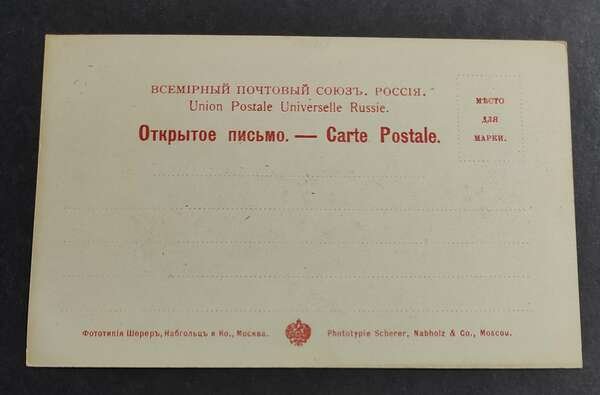 ВСЕМІРНЫЙ ПОЧТОВЫЙ СОЮЗЪ. РОССІЯ.
Union Postale Universelle Russie.
Открытое письмо. — Carte Postale.
МѢСТО
ДЛЯ
МАРКИ.
Фототипія Шереръ, Набгольцъ и Ко., Москва.
Phototypie Scherer, Nabholz & Co., Moscou.